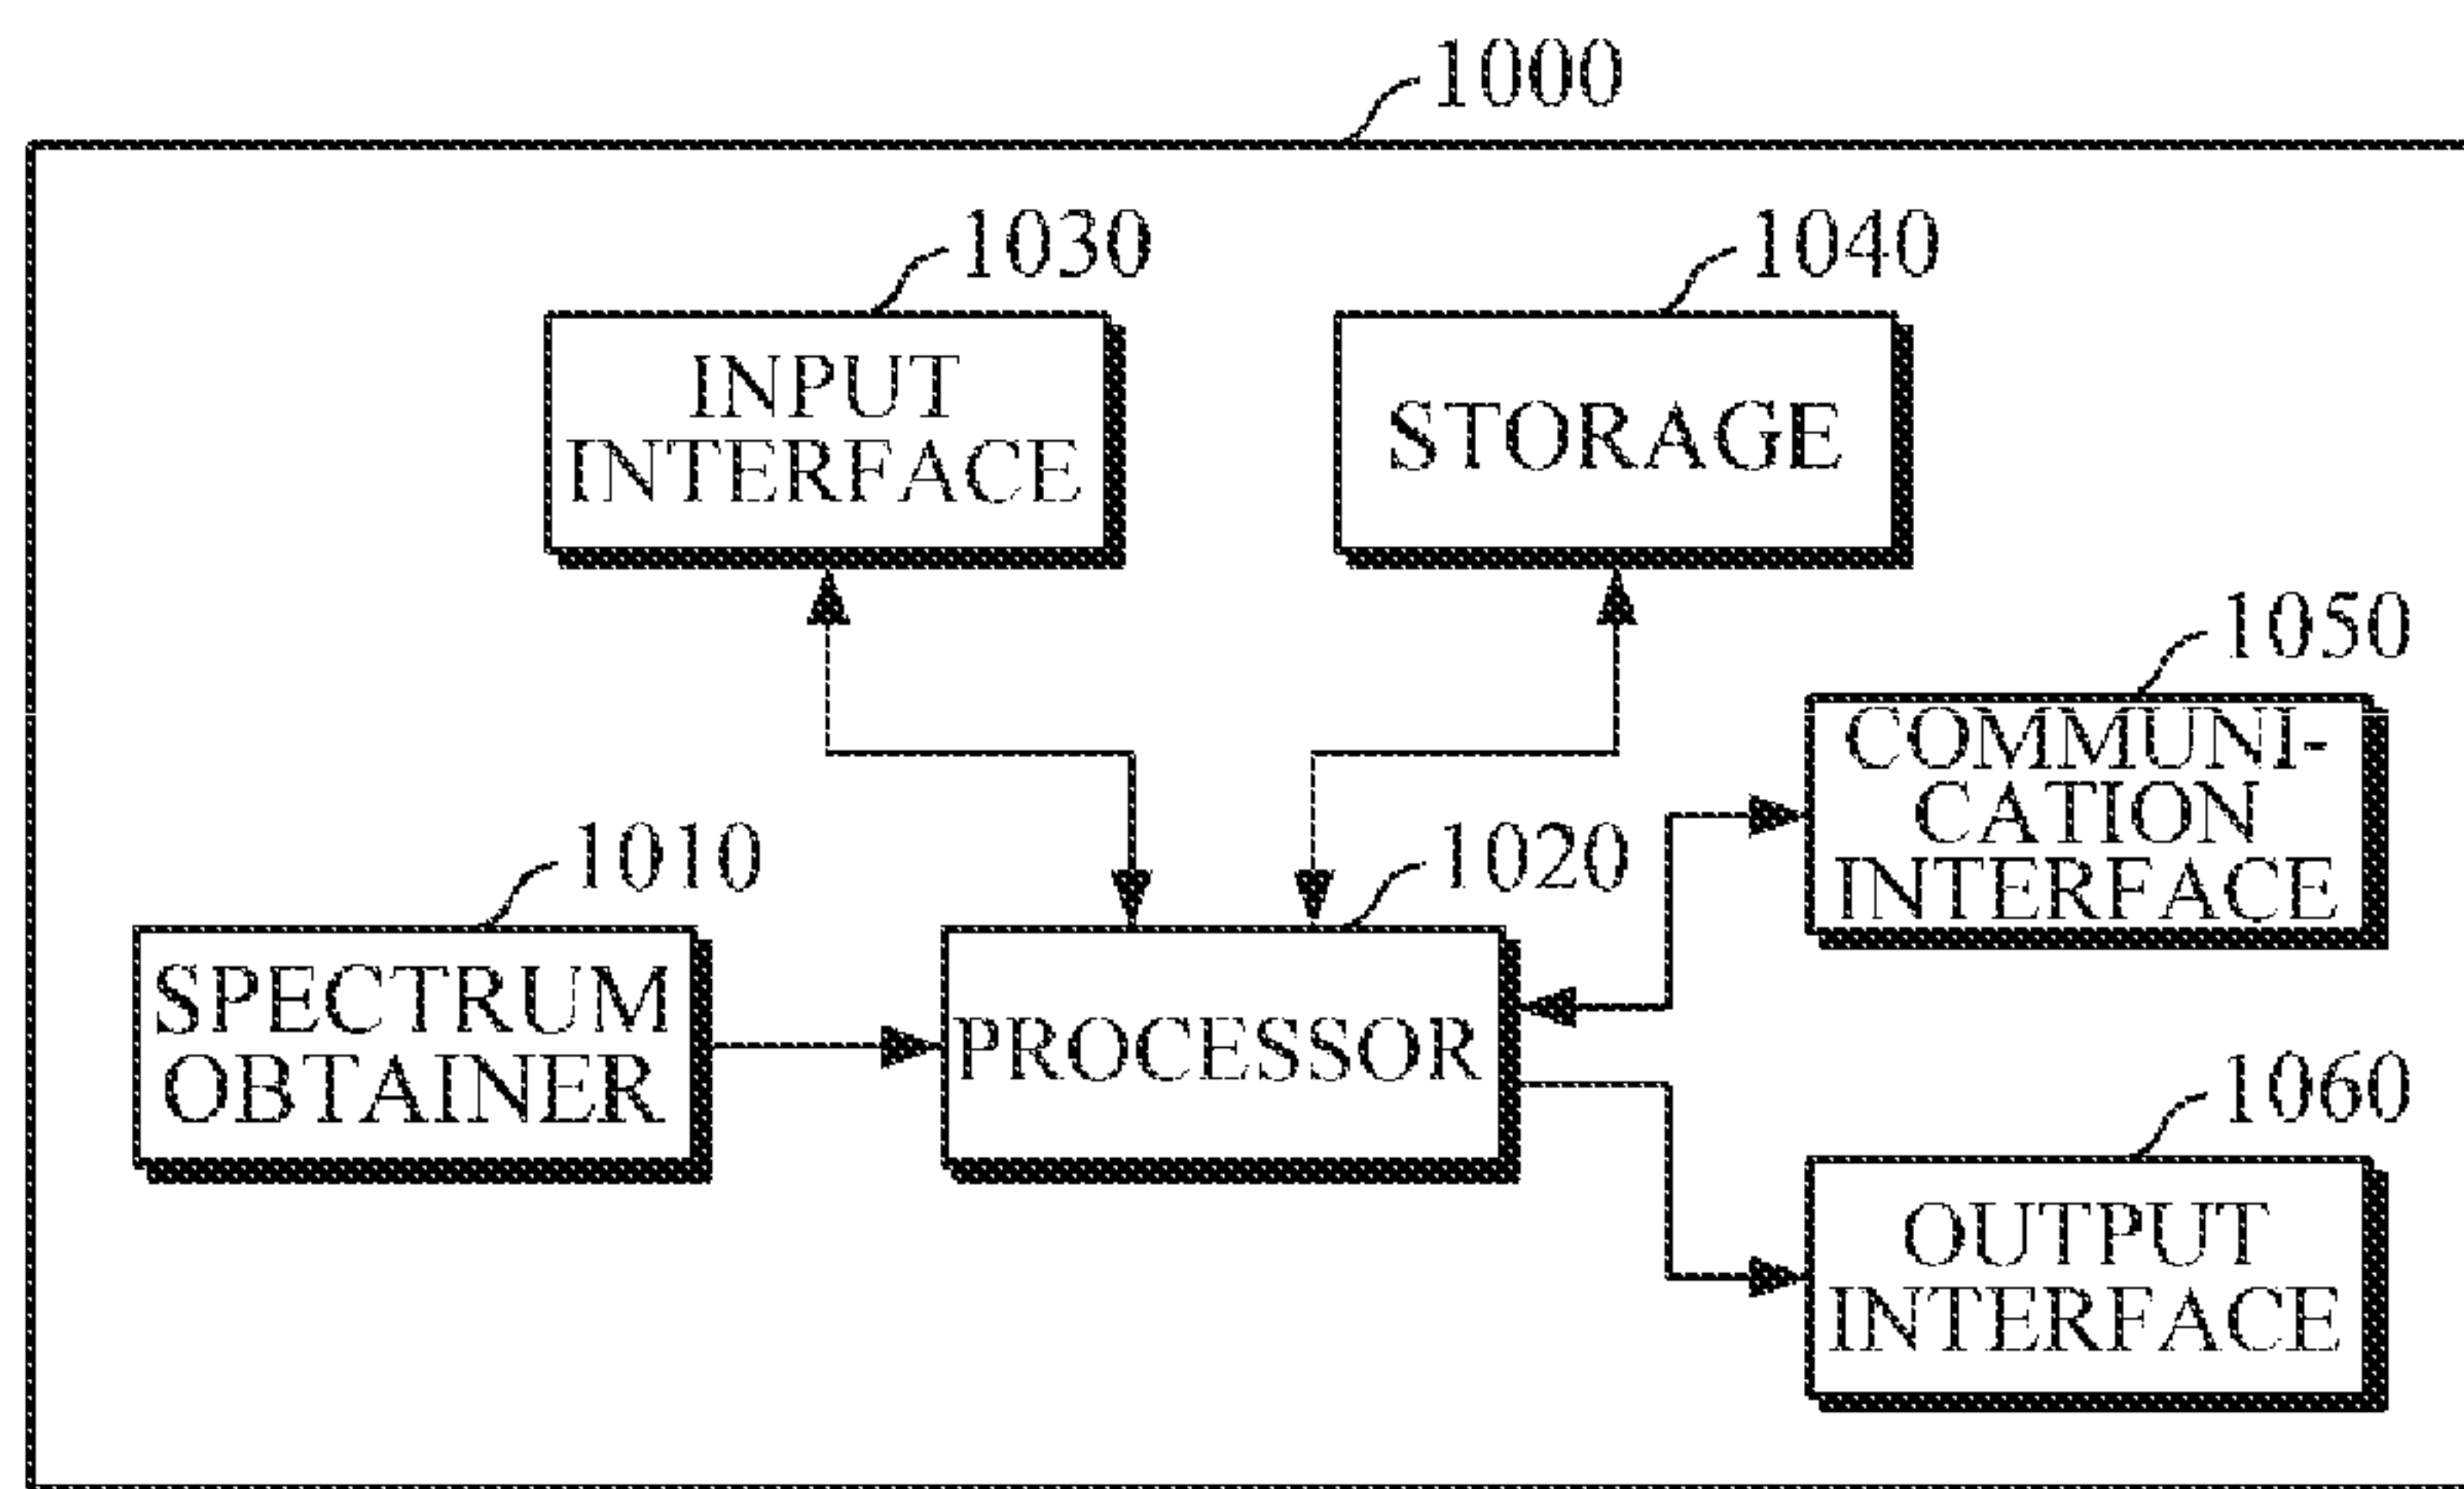 1000
1030
INPUT
INTERFACE
1040
STORAGE
1050
COMMUNI-
CATION
INTERFACE
1010
SPECTRUM
OBTAINER
1020
PROCESSOR
1060
OUTPUT
INTERFACE